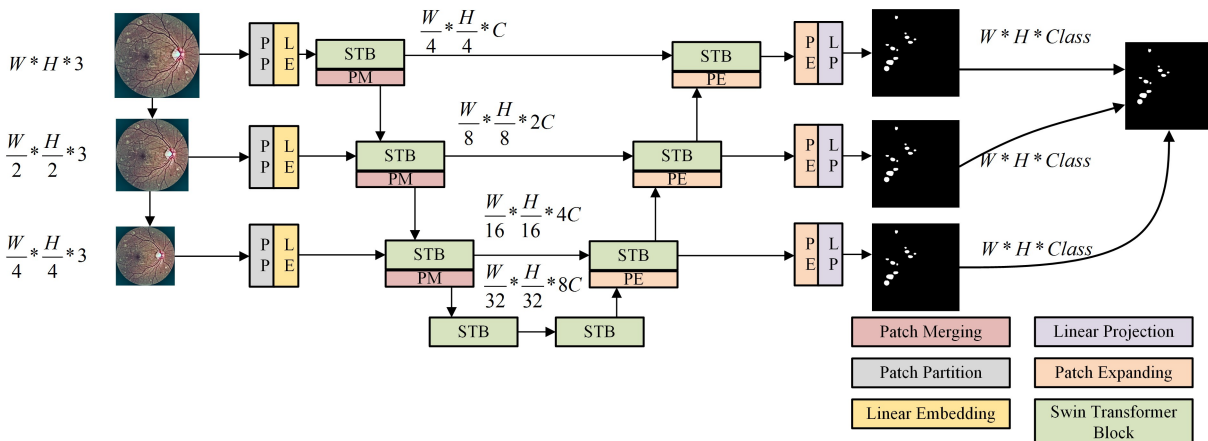 W * H * 3
P P
L E
STB
PM
W/4 * H/4 * C
STB
PE
P E
L P
W * H * Class
W/2 * H/2 * 3
P P
L E
STB
PM
W/8 * H/8 * 2C
STB
PE
P E
L P
W * H * Class
W/4 * H/4 * 3
P P
L E
STB
PM
W/16 * H/16 * 4C
STB
PE
P E
L P
W * H * Class
W/32 * H/32 * 8C
STB
STB
Patch Merging
Linear Projection
Patch Partition
Patch Expanding
Linear Embedding
Swin Transformer
Block